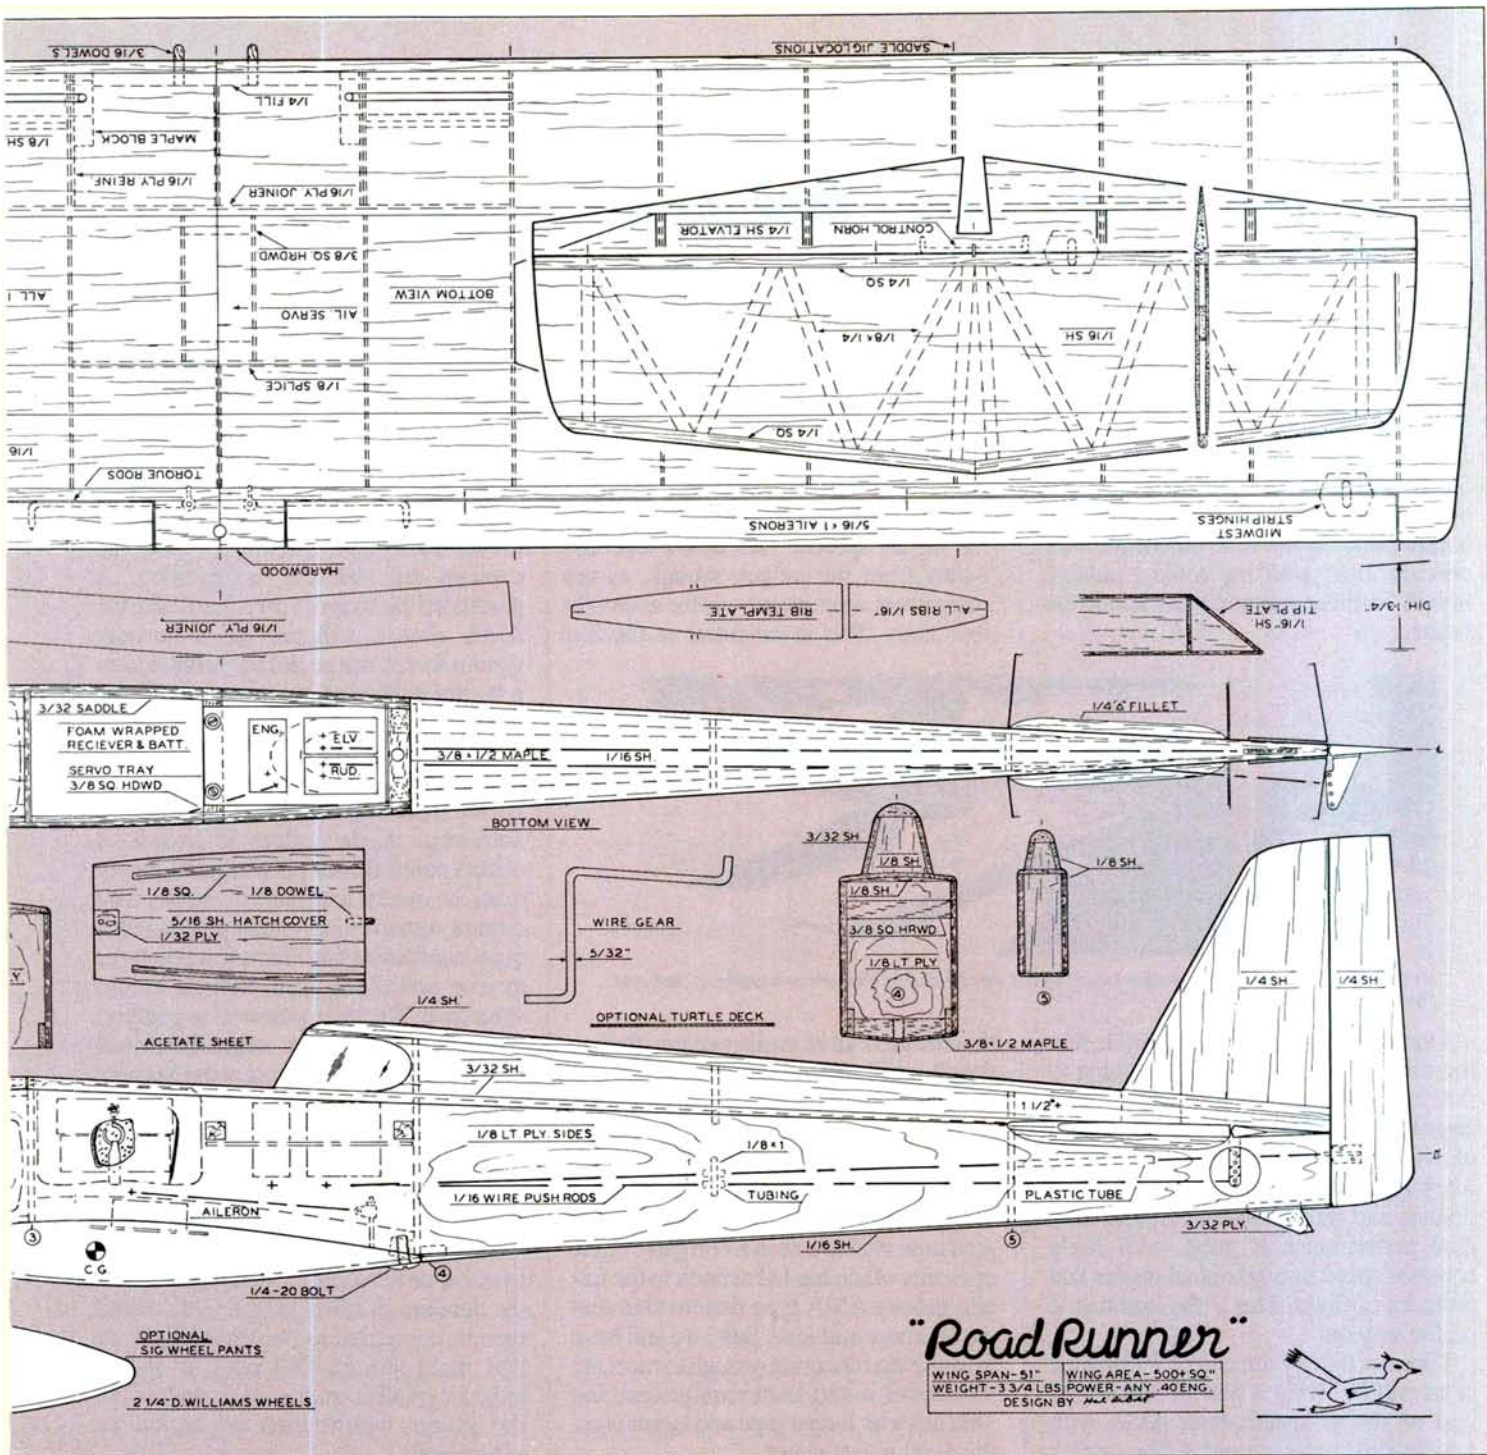 3/16 DOWELS
SADDLE JIG LOCATIONS
1/4 FILL
1/8 SH
MAPLE BLOCK
1/16 PLY REINF.
1/16 PLY. JOINER
3/8 SQ. HRDWD
ALL
AIL. SERVO
BOTTOM VIEW
1/8 SPLICE
1/16
TORQUE RODS
HARDWOOD
1/4 SH ELVATOR
CONTROL HORN
1/4 SQ
1/8 x 1/4
1/16 SH
1/4 SQ.
5/16 x 1 AILERONS
MIDWEST
STRIP HINGES
1/16 PLY. JOINER
RIB TEMPLATE
ALL RIBS 1/16"
1/16" SH
TIP PLATE
DIH. 1-3/4"
3/32 SADDLE
FOAM WRAPPED
RECIEVER & BATT.
SERVO TRAY
3/8 SQ. HDWD
ENG.
ELV.
RUD.
3/8 x 1/2 MAPLE
1/16 SH.
1/4 "6" FILLET
BOTTOM VIEW
1/8 SQ.
1/8 DOWEL
5/16 SH. HATCH COVER
1/32 PLY
Y
WIRE GEAR
5/32"
3/32 SH
1/8 SH
1/8 SH.
3/8 SQ HRWD
1/8 LT PLY
4
3/8 x 1/2 MAPLE
1/8 SH.
5
OPTIONAL TURTLE DECK
ACETATE SHEET
1/4 SH.
3/32 SH.
1/4 SH.
1/4 SH.
1 1/2°+
1/8 LT PLY. SIDES
1/8 x 1
1/16 WIRE PUSH RODS
TUBING
PLASTIC TUBE
AILERON
3/32 PLY.
1/16 SH.
3
5
4
C.G.
1/4-20 BOLT
OPTIONAL
SIG WHEEL PANTS
2 1/4" D. WILLIAMS WHEELS
"Road Runner"
WING SPAN-51" WING AREA-500+ SQ"
WEIGHT-3 3/4 LBS POWER-ANY .40 ENG.
DESIGN BY Hal deBolt